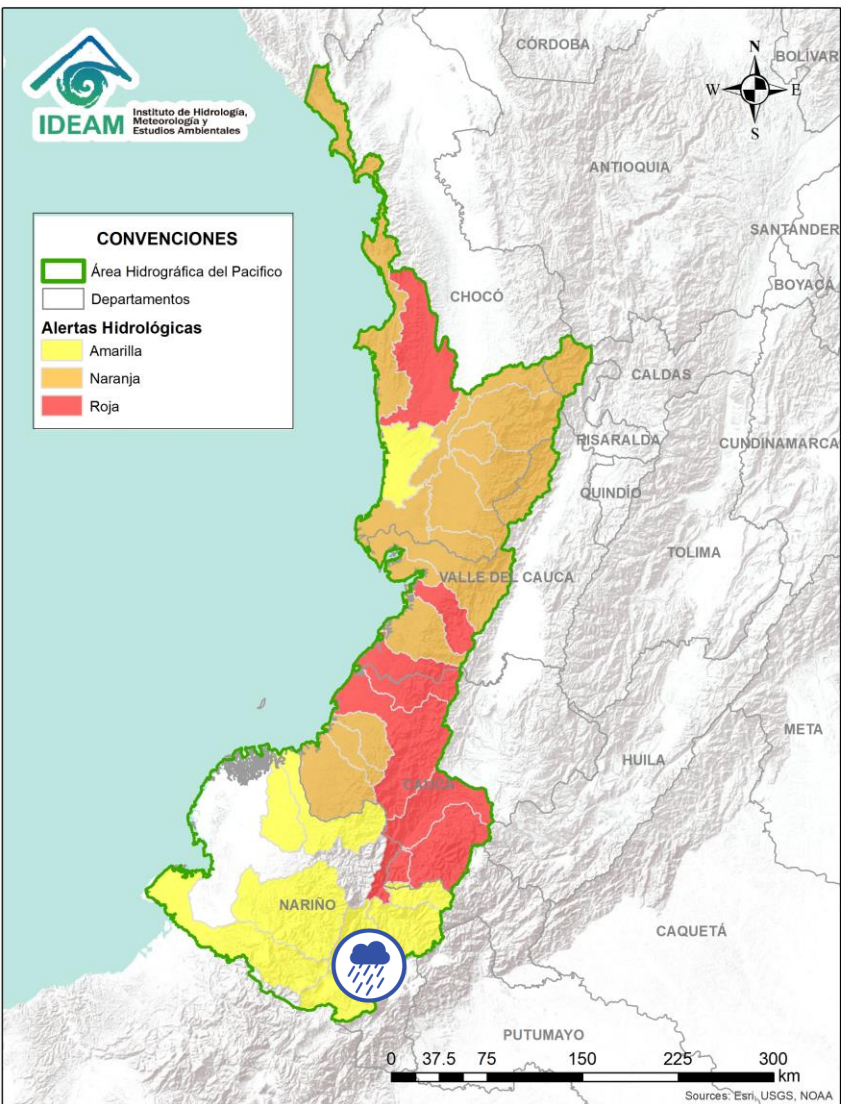 IDEAM
Instituto de Hidrología,
Meteorología y
Estudios Ambientales
CÓRDOBA
BOLÍVAR
N
W
E
S
ANTIOQUIA
SANTANDER
BOYACÁ
CONVENCIONES
Área Hidrográfica del Pacifico
Departamentos
Alertas Hidrológicas
Amarilla
Naranja
Roja
CHOCÓ
CALDAS
RISARALDA
CUNDINAMARCA
QUINDÍO
TOLIMA
VALLE DEL CAUCA
META
HUILA
CAUCA
NARIÑO
CAQUETÁ
PUTUMAYO
0 37.5 75 150 225 300
km
Sources: Esri, USGS, NOAA